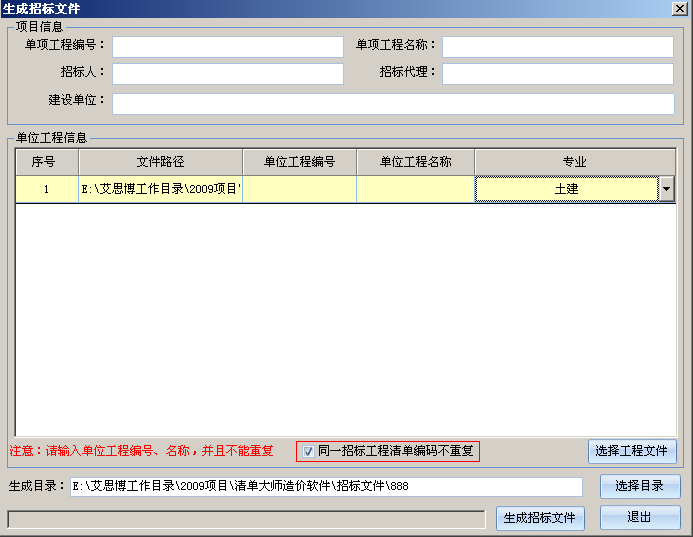 生成招标文件
项目信息
单项工程编号： 单项工程名称：
招标人： 招标代理：
建设单位：
单位工程信息
序号 文件路径 单位工程编号 单位工程名称 专业
1 E:\艾思博工作目录\2009项目\ 土建
注意：请输入单位工程编号、名称，并且不能重复 同一招标工程清单编码不重复 选择工程文件
生成目录： E:\艾思博工作目录\2009项目\清单大师造价软件\招标文件\888 选择目录
生成招标文件 退出